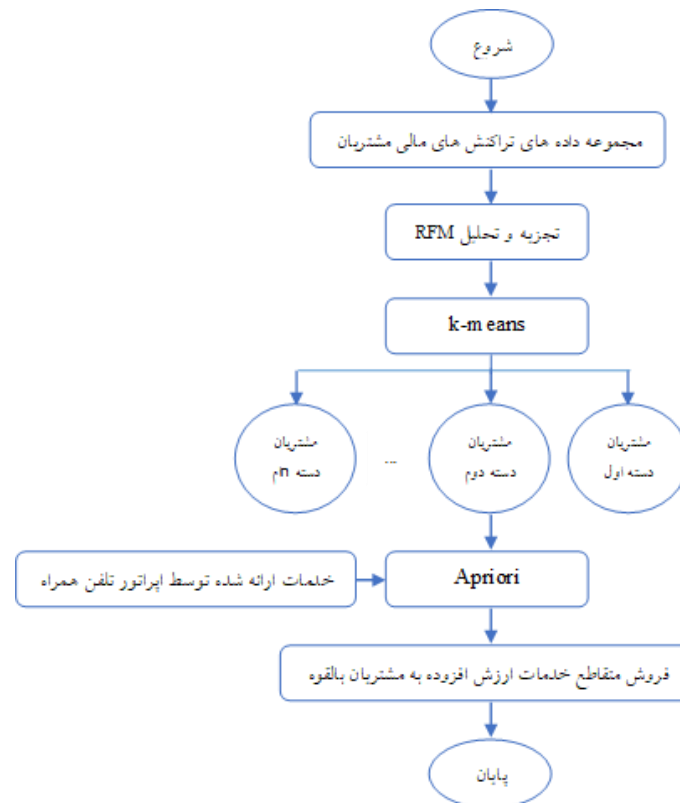 شروع
مجموعه داده های تراکنش های مالی مشتریان
تجزیه و تحلیل RFM
k-means
مشتریان
دسته اول
مشتریان
دسته دوم
...
مشتریان
دسته nام
Apriori
خدمات ارائه شده توسط اپراتور تلفن همراه
فروش متقاطع خدمات ارزش افزوده به مشتریان بالقوه
پایان